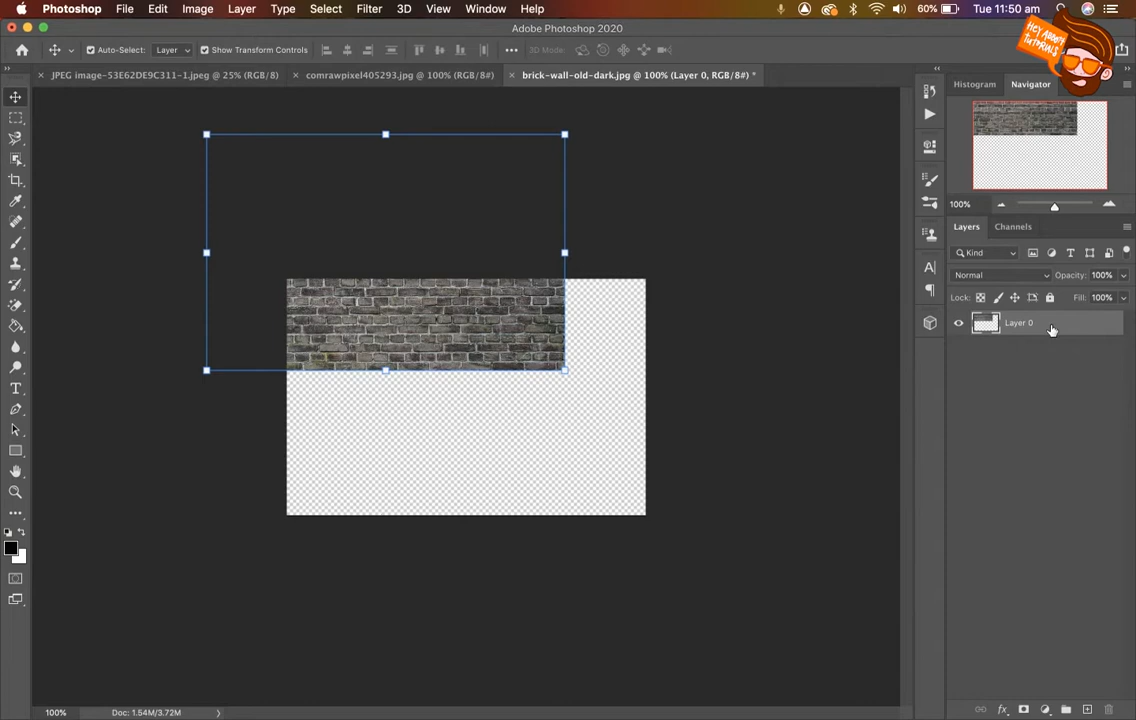 Photoshop File Edit Image Layer Type Select Filter 3D View Window Help 60% Tue 11:50 am
Adobe Photoshop 2020
HEY ABOUT TUTORIALS
Auto-Select: Layer Show Transform Controls 3D Mode:
JPEG image-53E62DE9C311-1.jpeg @ 25% (RGB/8) comrawpixel405293.jpg @ 100% (RGB/8#) brick-wall-old-dark.jpg @ 100% (Layer 0, RGB/8#) *
Histogram Navigator
100%
Layers Channels
Kind
Normal Opacity: 100%
Lock: Fill: 100%
Layer 0
100% Doc: 1.54M/3.72M